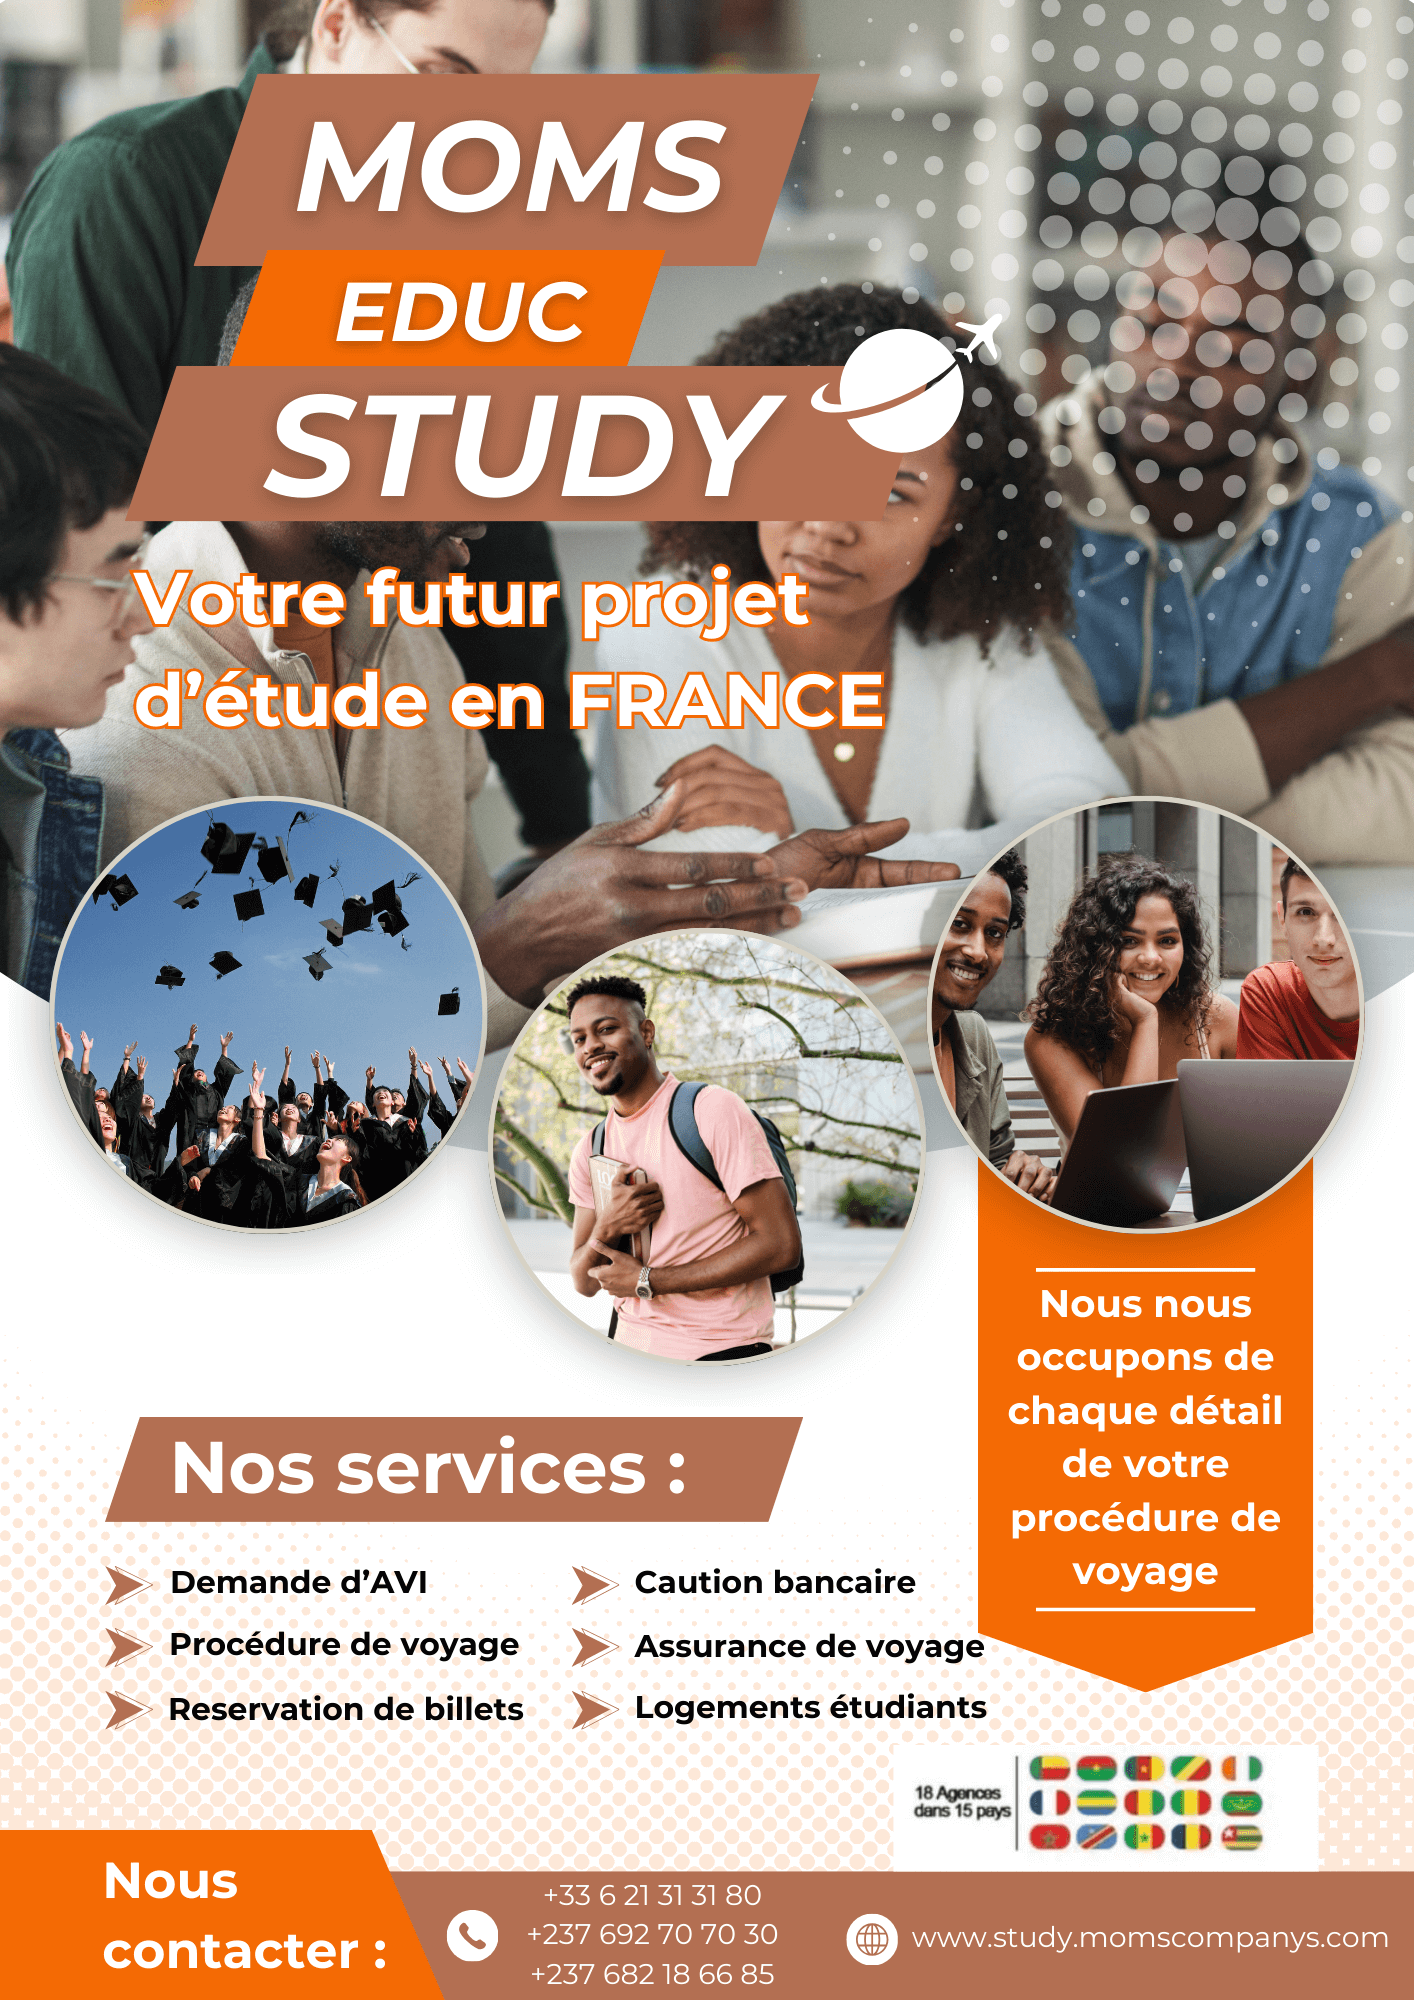 MOMS
EDUC
STUDY
Votre futur projet
d'étude en FRANCE
Nous nous
occupons de
chaque détail
de votre
procédure de
voyage
Nos services :
Demande d'AVI
Procédure de voyage
Reservation de billets
Caution bancaire
Assurance de voyage
Logements étudiants
18 Agences
dans 15 pays
Nous
contacter :
+33 6 21 31 31 80
+237 692 70 70 30
+237 682 18 66 85
www.study.momscompanys.com